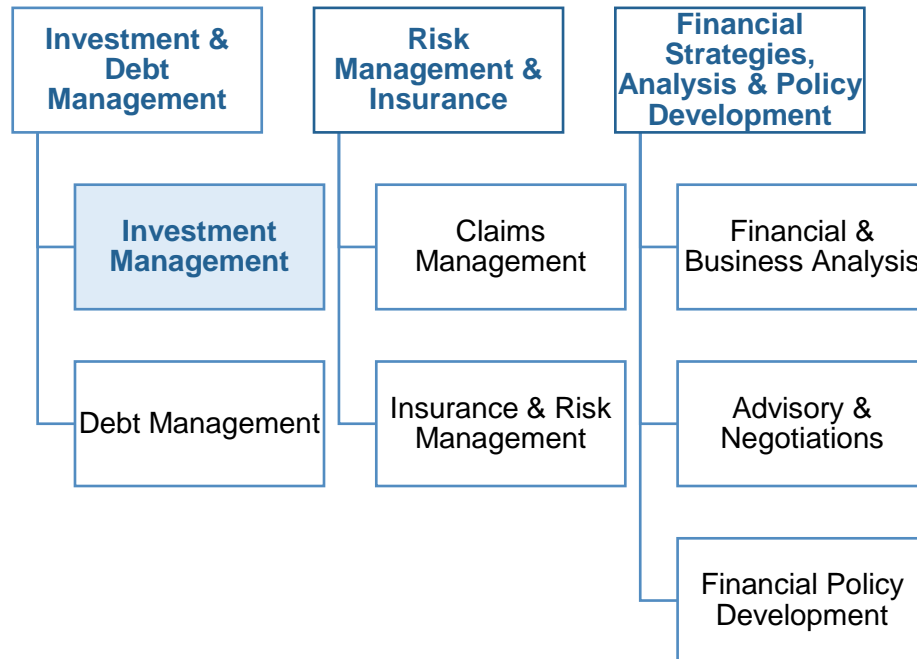 Investment &
Debt
Management
Risk
Management &
Insurance
Financial
Strategies,
Analysis & Policy
Development
Investment
Management
Claims
Management
Financial &
Business Analysis
Debt Management
Insurance & Risk
Management
Advisory &
Negotiations
Financial Policy
Development